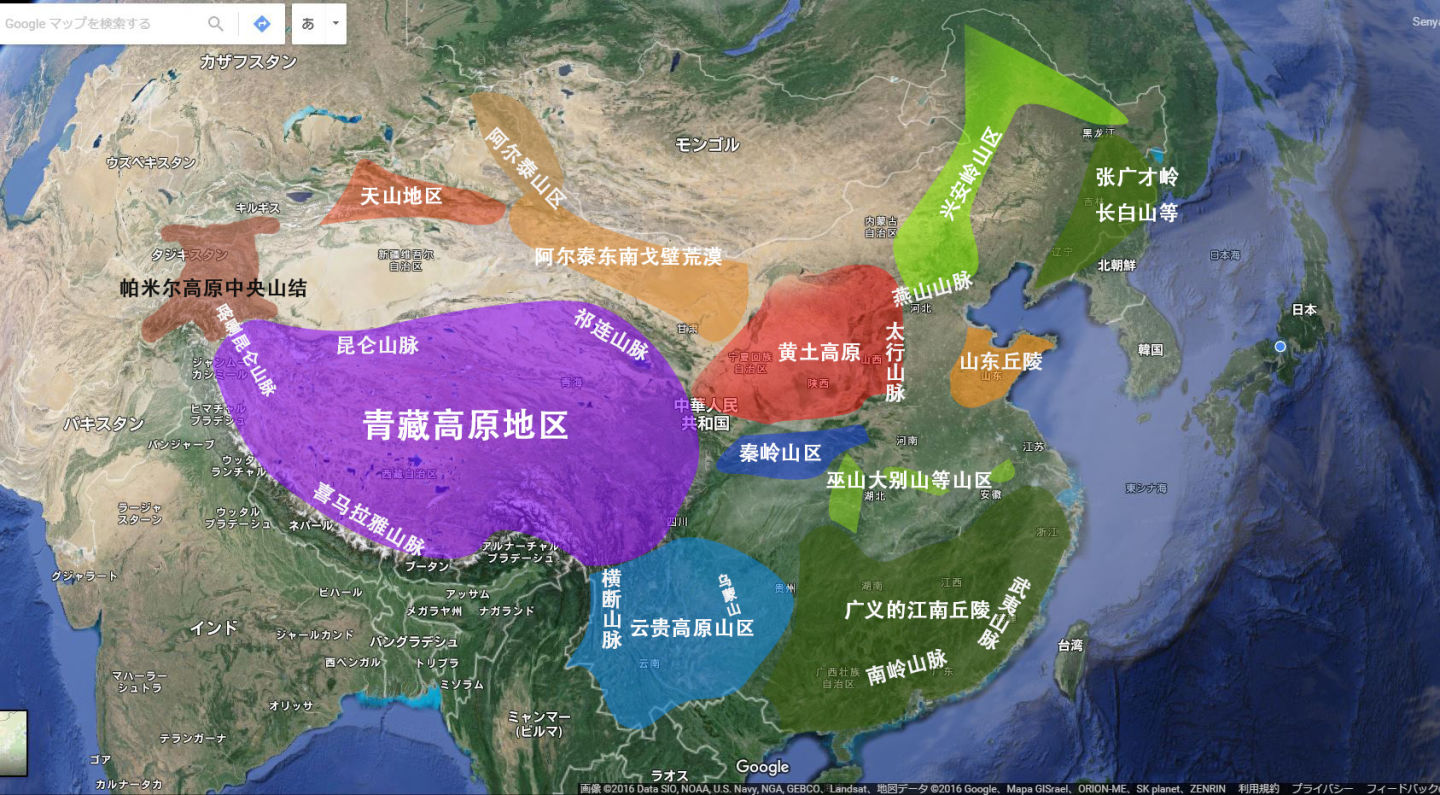 Google マップを検索する
あ
カザフスタン
モンゴル
黒龙江
ウズベキスタン
阿尔泰山区
兴安岭山区
张广才岭
长白山等
吉林
天山地区
キルギス
内蒙古
自治区
タジキスタン
新疆维吾尔
自治区
阿尔泰东南戈壁荒漠
辽宁
北朝鮮
日本海
帕米尔高原中央山结
燕山山脉
河北
日本
喀喇昆仑山脉
昆仑山脉
祁连山脉
甘肃
宁夏回族
自治区
黄土高原
山西
太行山脉
山东丘陵
山东
韓国
ジャンムー・
カシミール
青海
陕西
中華人民
共和国
ヒマチャル
プラデーシュ
パキスタン
パンジャーブ
青藏高原地区
秦岭山区
河南
江苏
ウッタ
ランチャル
西藏自治区
巫山大别山等山区
湖北
安徽
東シナ海
ラージャ
スターン
ウッタル
プラデーシュ
ネパール
喜马拉雅山脉
四川
浙江
アルナーチャル
プラデーシュ
ブータン
グジャラート
ビハール
アッサム
メガラヤ州
ナガランド
横断山脉
乌蒙山
贵州
湖南
江西
武夷山脉
广义的江南丘陵
インド
ジャールカンド
バングラデシュ
云贵高原山区
西ベンガル
トリプラ
云南
台湾
マハーラー
シュトラ
ミゾラム
广西壮族
自治区
南岭山脉
广东
オリッサ
ミャンマー
(ビルマ)
テランガーナ
ゴア
カルナータカ
ラオス
Google
画像 ©2016 Data SIO, NOAA, U.S. Navy, NGA, GEBCO、Landsat、地図データ ©2016 Google、Mapa GISrael、ORION-ME、SK planet、ZENRIN 利用規約 プライバシー フィードバック